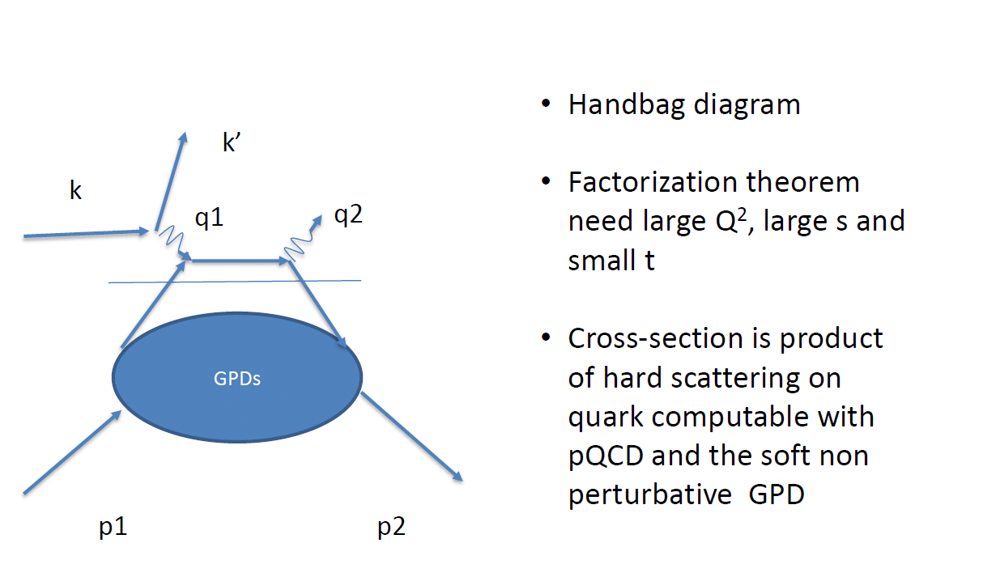 k’
k
q1
q2
GPDs
p1
p2
• Handbag diagram
• Factorization theorem
need large Q², large s and
small t
• Cross-section is product
of hard scattering on
quark computable with
pQCD and the soft non
perturbative  GPD